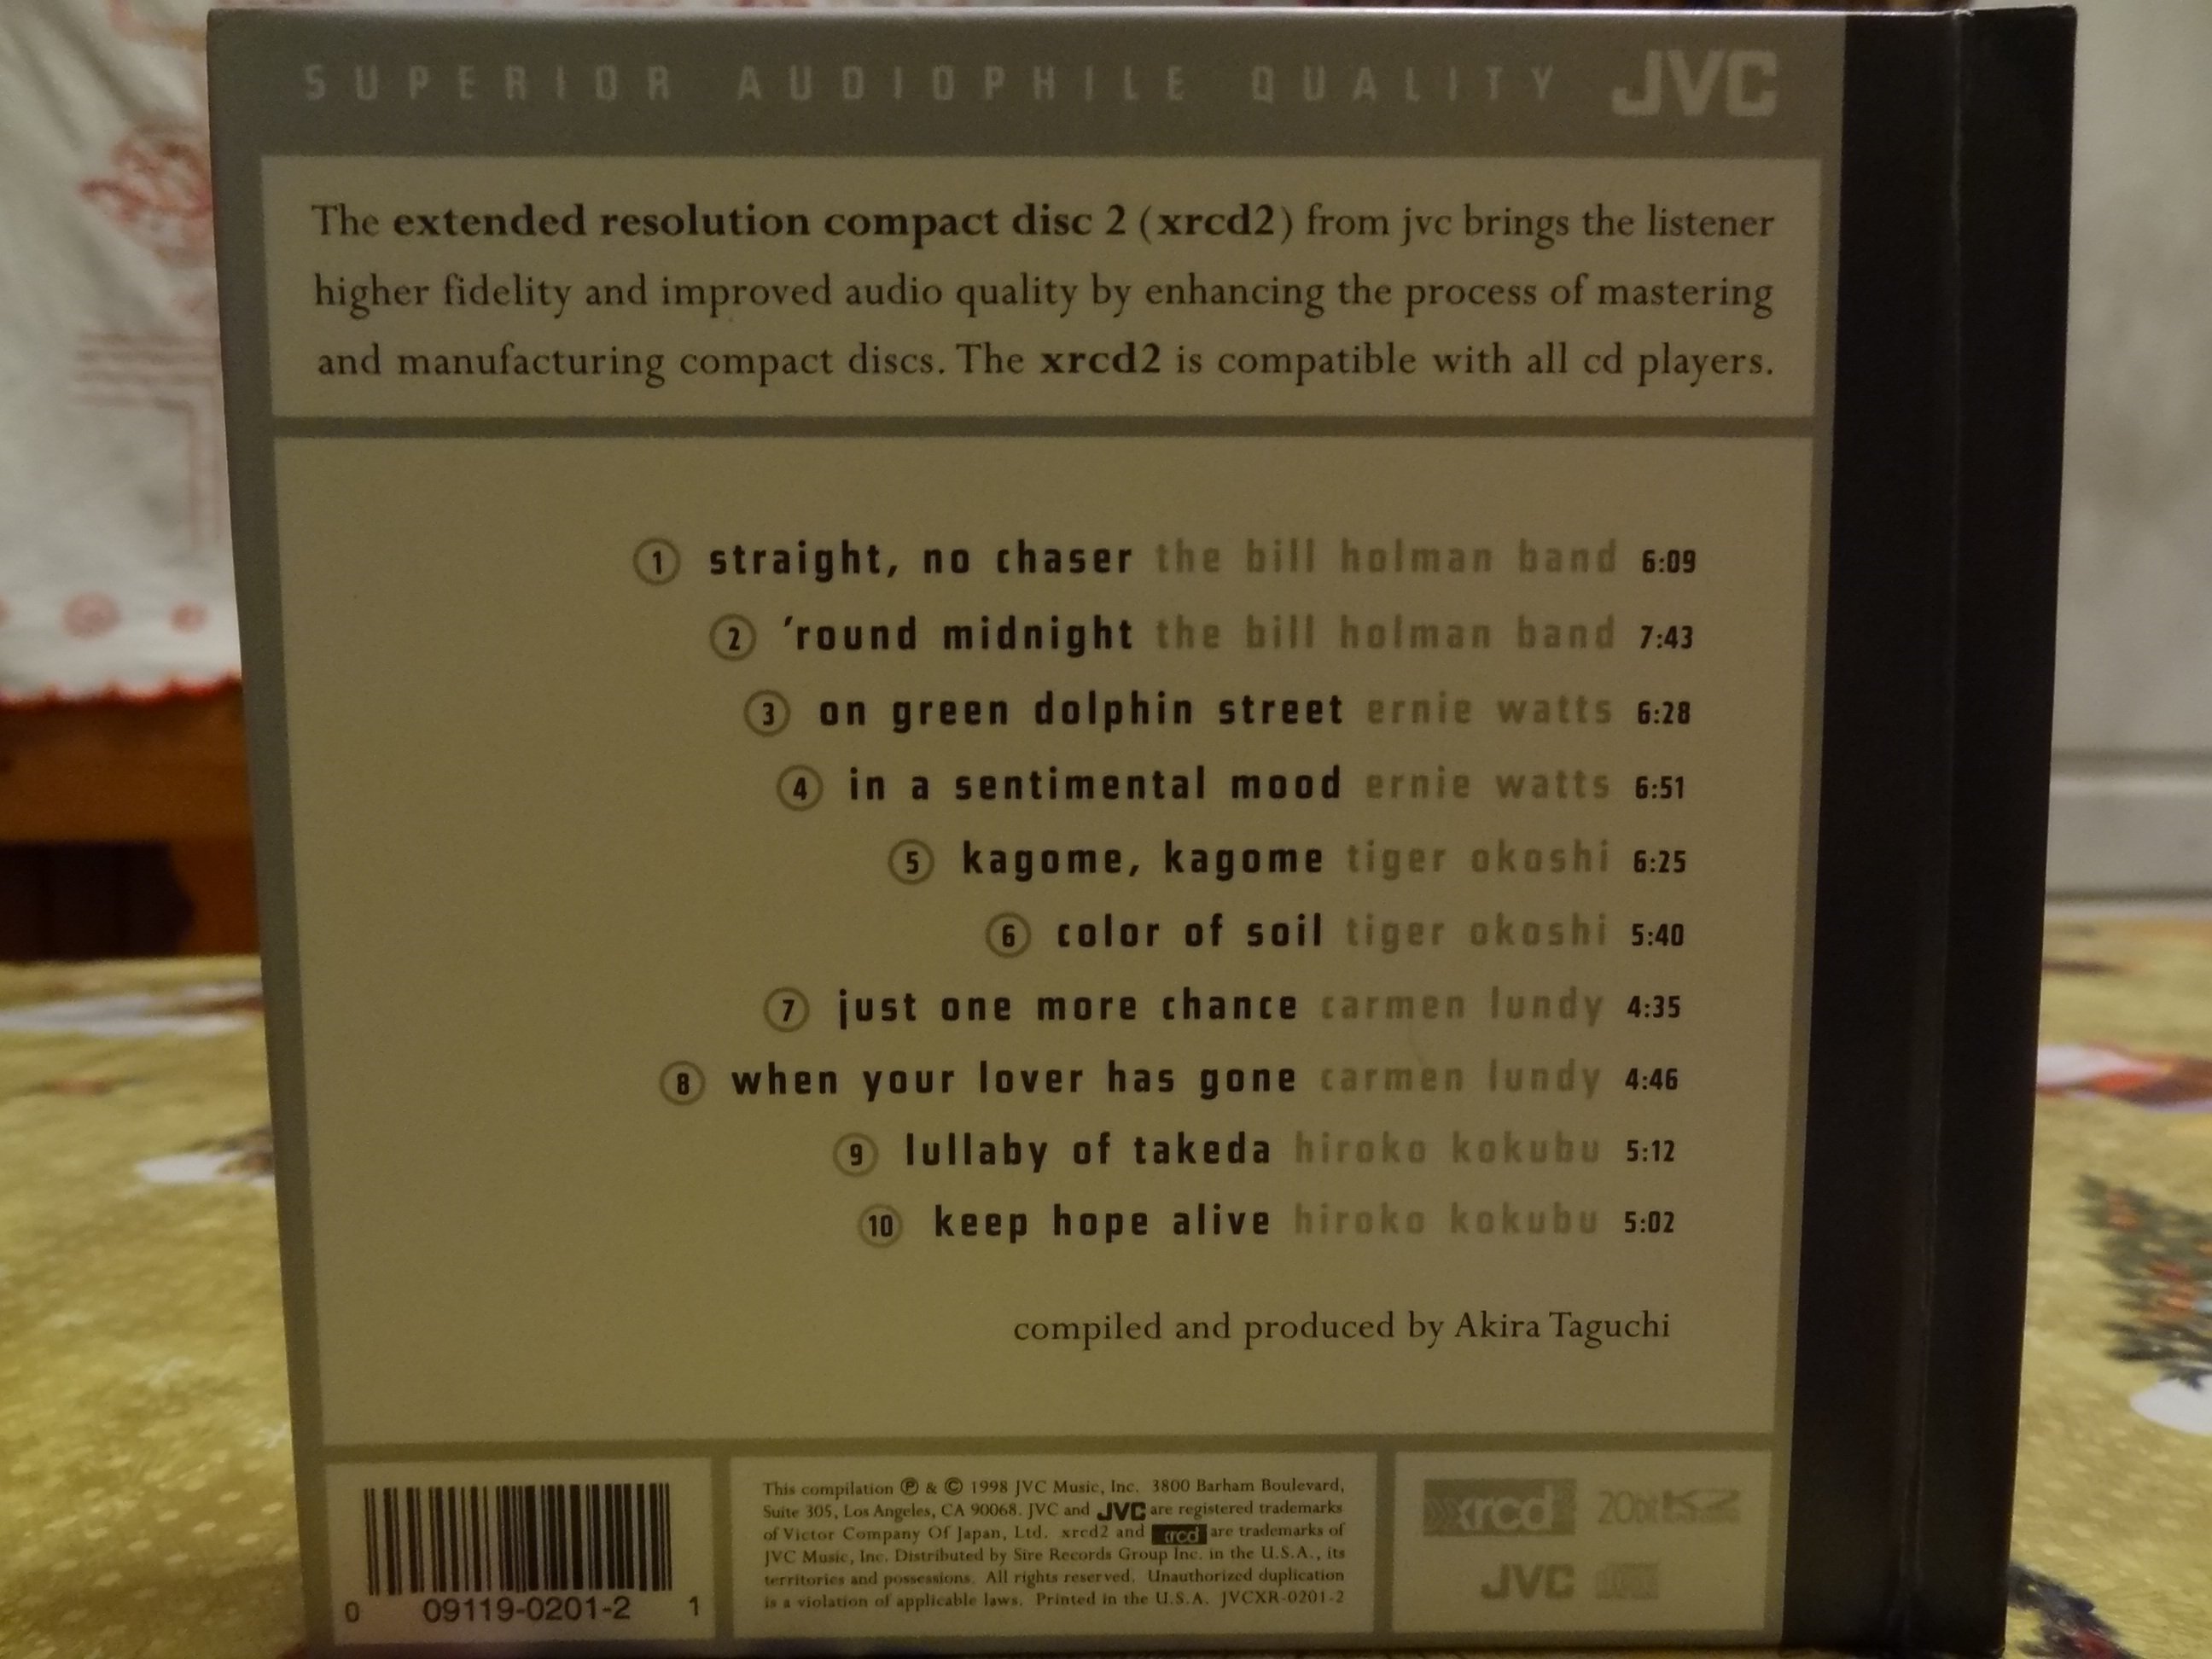 SUPERIOR AUDIOPHILE QUALITY JVC
The extended resolution compact disc 2 (xrcd2) from jvc brings the listener
higher fidelity and improved audio quality by enhancing the process of mastering
and manufacturing compact discs. The xrcd2 is compatible with all cd players.
1 straight, no chaser the bill holman band 6:09
2 'round midnight the bill holman band 7:43
3 on green dolphin street ernie watts 6:28
4 in a sentimental mood ernie watts 6:51
5 kagome, kagome tiger okoshi 6:25
6 color of soil tiger okoshi 5:40
7 just one more chance carmen lundy 4:35
8 when your lover has gone carmen lundy 4:46
9 lullaby of takeda hiroko kokubu 5:12
10 keep hope alive hiroko kokubu 5:02
compiled and produced by Akira Taguchi
0 09119-0201-2 1
This compilation ℗ & © 1998 JVC Music, Inc. 3800 Barham Boulevard,
Suite 305, Los Angeles, CA 90068. JVC and JVC are registered trademarks
of Victor Company Of Japan, Ltd. xrcd2 and xrcd are trademarks of
JVC Music, Inc. Distributed by Sire Records Group Inc. in the U.S.A., its
territories and possessions. All rights reserved. Unauthorized duplication
is a violation of applicable laws. Printed in the U.S.A. JVCXR-0201-2
xrcd2 20bit K2
JVC